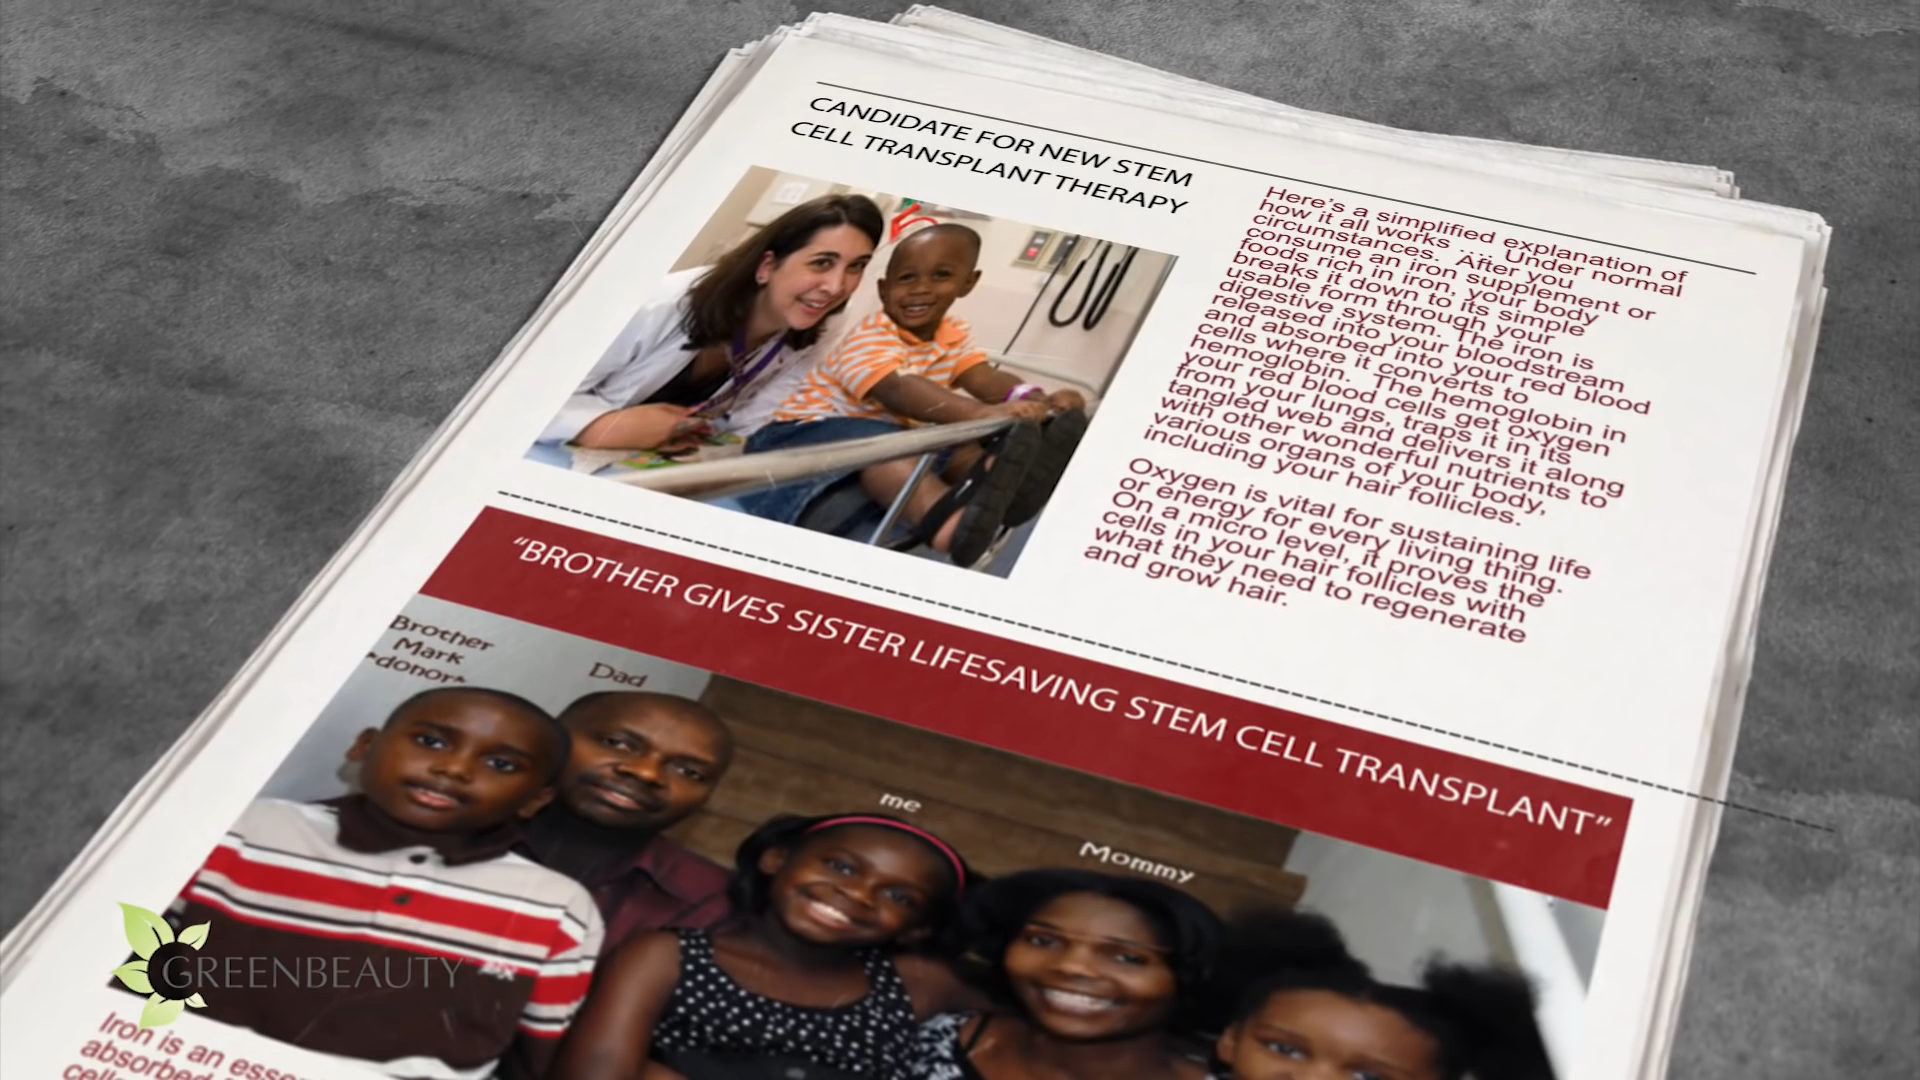 CANDIDATE FOR NEW STEM
CELL TRANSPLANT THERAPY
Here's a simplified explanation of
how it all works ... Under normal
circumstances. After you
consume an iron supplement or
foods rich in iron, your body
breaks it down to its simple
usable form through your
digestive system. The iron is
released into your bloodstream
and absorbed into your red blood
cells where it converts to
hemoglobin. The hemoglobin in
your red blood cells get oxygen
from your lungs, traps it in its
tangled web and delivers it along
with other wonderful nutrients to
various organs of your body,
including your hair follicles.
Oxygen is vital for sustaining life
or energy for every living thing.
On a micro level, it proves the
cells in your hair follicles with
what they need to regenerate
and grow hair.
“BROTHER GIVES SISTER LIFESAVING STEM CELL TRANSPLANT”
Brother
Mark
*donor*
Dad
me
Mommy
GREENBEAUTY
Iron is an
absorbed